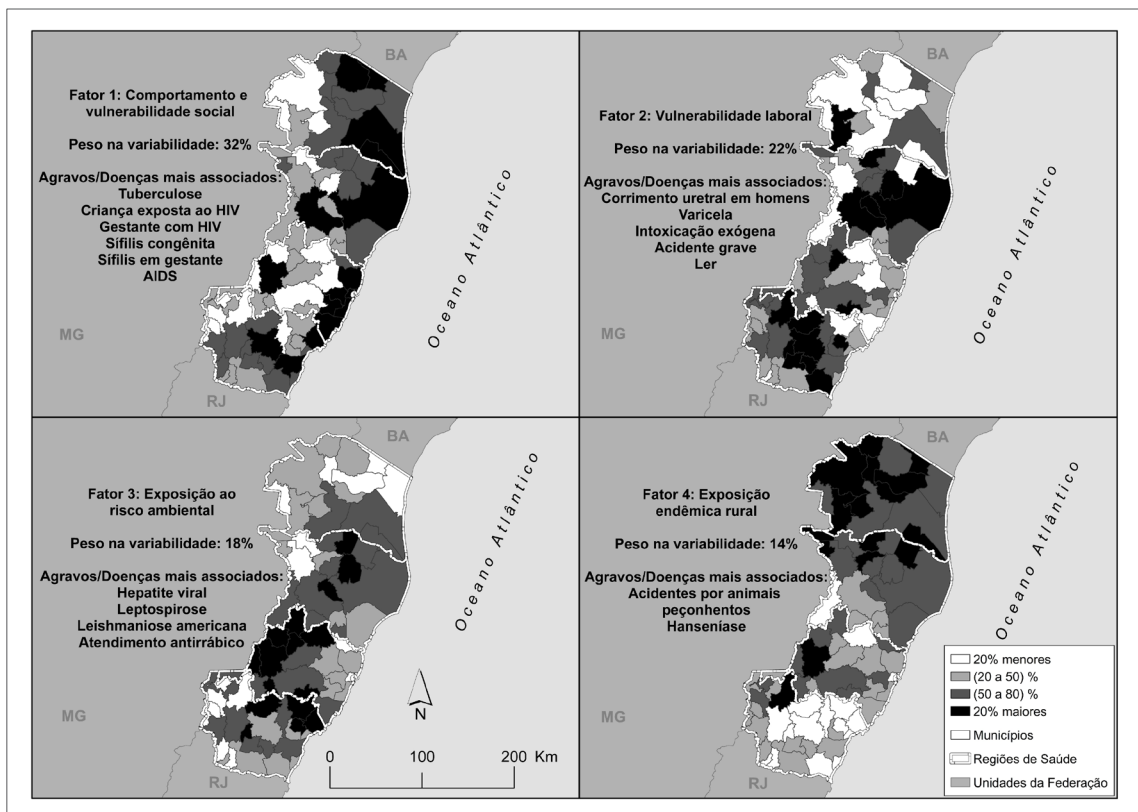 BA
Fator 1: Comportamento e
vulnerabilidade social
Peso na variabilidade: 32%
Agravos/Doenças mais associados:
Tuberculose
Criança exposta ao HIV
Gestante com HIV
Sífilis congênita
Sífilis em gestante
AIDS
MG
RJ
Oceano Atlântico
BA
Fator 2: Vulnerabilidade laboral
Peso na variabilidade: 22%
Agravos/Doenças mais associados:
Corrimento uretral em homens
Varicela
Intoxicação exógena
Acidente grave
Ler
MG
RJ
Oceano Atlântico
BA
Fator 3: Exposição ao
risco ambiental
Peso na variabilidade: 18%
Agravos/Doenças mais associados:
Hepatite viral
Leptospirose
Leishmaniose americana
Atendimento antirrábico
MG
RJ
Oceano Atlântico
N
0 100 200 Km
BA
Fator 4: Exposição
endêmica rural
Peso na variabilidade: 14%
Agravos/Doenças mais associados:
Acidentes por animais
peçonhentos
Hanseníase
MG
RJ
Oceano Atlântico
20% menores
(20 a 50) %
(50 a 80) %
20% maiores
Municípios
Regiões de Saúde
Unidades da Federação